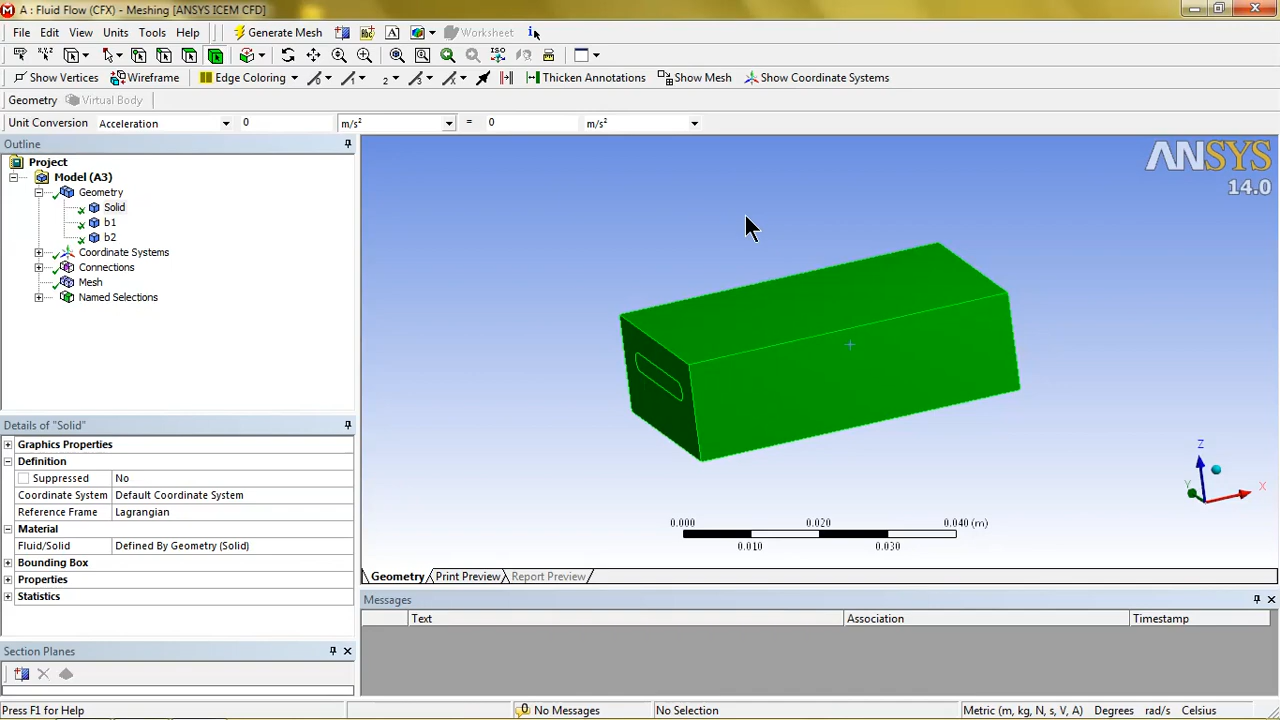 A : Fluid Flow (CFX) - Meshing [ANSYS ICEM CFD]
File Edit View Units Tools Help Generate Mesh Worksheet
Show Vertices Wireframe Edge Coloring Thicken Annotations Show Mesh Show Coordinate Systems
Geometry Virtual Body
Unit Conversion Acceleration 0 m/s² = 0 m/s²
Outline
Project
Model (A3)
Geometry
Solid
b1
b2
Coordinate Systems
Connections
Mesh
Named Selections
ANSYS
14.0
Z
Y
X
0.000 0.020 0.040 (m)
0.010 0.030
Geometry Print Preview Report Preview
Details of "Solid"
Graphics Properties
Definition
Suppressed No
Coordinate System Default Coordinate System
Reference Frame Lagrangian
Material
Fluid/Solid Defined By Geometry (Solid)
Bounding Box
Properties
Statistics
Messages
Text Association Timestamp
Section Planes
Press F1 for Help No Messages No Selection Metric (m, kg, N, s, V, A) Degrees rad/s Celsius